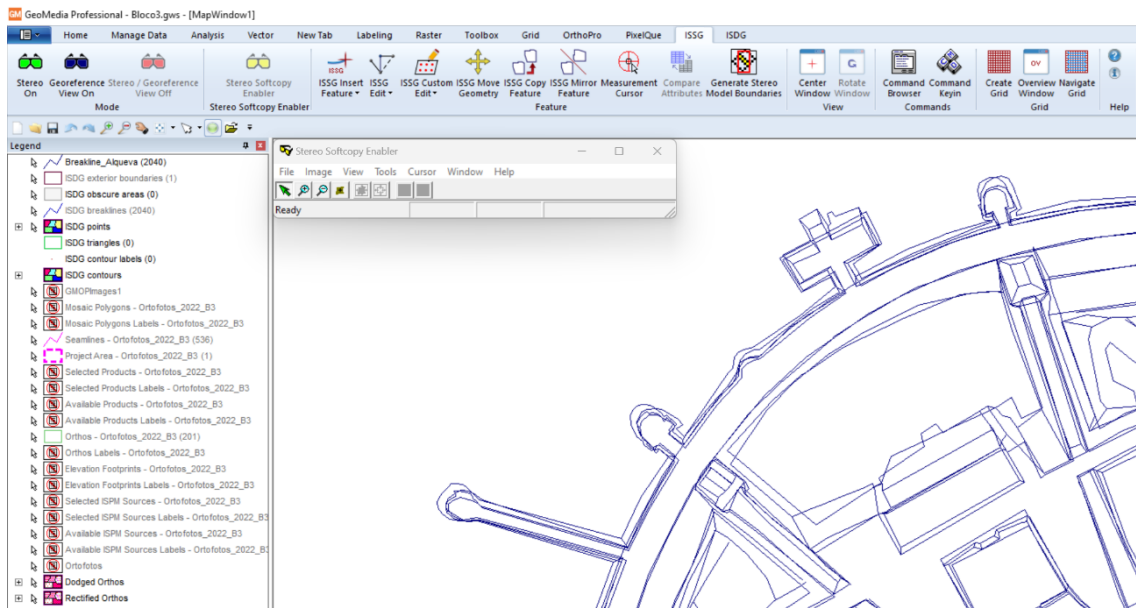 GM GeoMedia Professional - Bloco3.gws - [MapWindow1]
Home Manage Data Analysis Vector New Tab Labeling Raster Toolbox Grid OrthoPro PixelQue ISSG ISDG
Stereo On
Georeference View On
Stereo / Georeference View Off
Mode
Stereo Softcopy Enabler
Stereo Softcopy Enabler
ISSG
ISSG Insert Feature
ISSG Edit
ISSG Custom Edit
ISSG Move Geometry
ISSG Copy Feature
ISSG Mirror Feature
Measurement Cursor
Compare Attributes
Generate Stereo Model Boundaries
Feature
Center Window
G
Rotate Window
View
Command Browser
Command Keyin
Commands
Create Grid
OV
Overview Window
Navigate Grid
Grid
Help
Legend
Breakline_Alqueva (2040)
ISDG exterior boundaries (1)
ISDG obscure areas (0)
ISDG breaklines (2040)
ISDG points
ISDG triangles (0)
ISDG contour labels (0)
ISDG contours
GMOPImages1
Mosaic Polygons - Ortofotos_2022_B3
Mosaic Polygons Labels - Ortofotos_2022_B3
Seamlines - Ortofotos_2022_B3 (536)
Project Area - Ortofotos_2022_B3 (1)
Selected Products - Ortofotos_2022_B3
Selected Products Labels - Ortofotos_2022_B3
Available Products - Ortofotos_2022_B3
Available Products Labels - Ortofotos_2022_B3
Orthos - Ortofotos_2022_B3 (201)
Orthos Labels - Ortofotos_2022_B3
Elevation Footprints - Ortofotos_2022_B3
Elevation Footprints Labels - Ortofotos_2022_B3
Selected ISPM Sources - Ortofotos_2022_B3
Selected ISPM Sources Labels - Ortofotos_2022_B3
Available ISPM Sources - Ortofotos_2022_B3
Available ISPM Sources Labels - Ortofotos_2022_B
Ortofotos
Dodged Orthos
Rectified Orthos
Stereo Softcopy Enabler
File Image View Tools Cursor Window Help
Ready